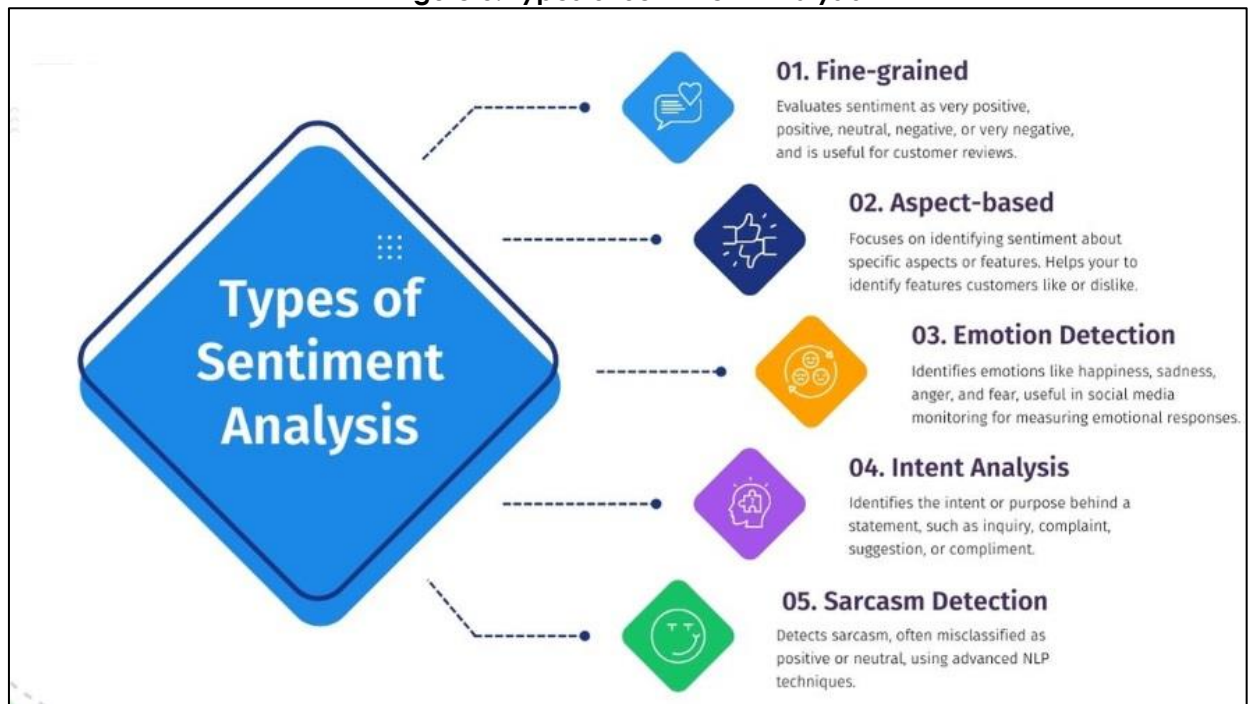 Types of
Sentiment
Analysis
01. Fine-grained
Evaluates sentiment as very positive,
positive, neutral, negative, or very negative,
and is useful for customer reviews.
02. Aspect-based
Focuses on identifying sentiment about
specific aspects or features. Helps your to
identify features customers like or dislike.
03. Emotion Detection
Identifies emotions like happiness, sadness,
anger, and fear, useful in social media
monitoring for measuring emotional responses.
04. Intent Analysis
Identifies the intent or purpose behind a
statement, such as inquiry, complaint,
suggestion, or compliment.
05. Sarcasm Detection
Detects sarcasm, often misclassified as
positive or neutral, using advanced NLP
techniques.